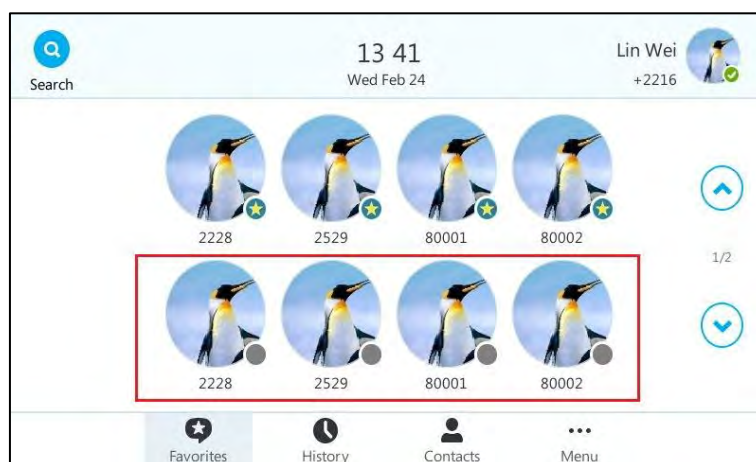 13 41
Lin Wei
Search
Wed Feb 24
+2216
2228 2529 80001 80002
1/2
2228 2529 80001 80002
Favorites History Contacts Menu